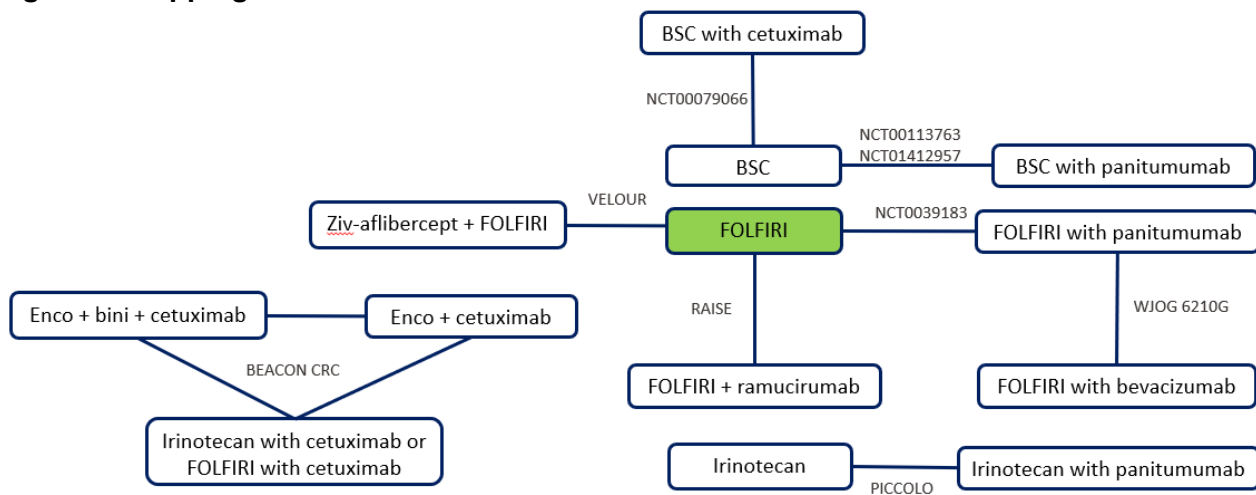 BSC with cetuximab
NCT00079066
NCT00113763
NCT01412957
BSC
BSC with panitumumab
VELOUR
NCT0039183
Ziv-aflibercept + FOLFIRI
FOLFIRI
FOLFIRI with panitumumab
Enco + bini + cetuximab
Enco + cetuximab
RAISE
WJOG 6210G
BEACON CRC
FOLFIRI + ramucirumab
FOLFIRI with bevacizumab
Irinotecan with cetuximab or
FOLFIRI with cetuximab
Irinotecan
Irinotecan with panitumumab
PICCOLO